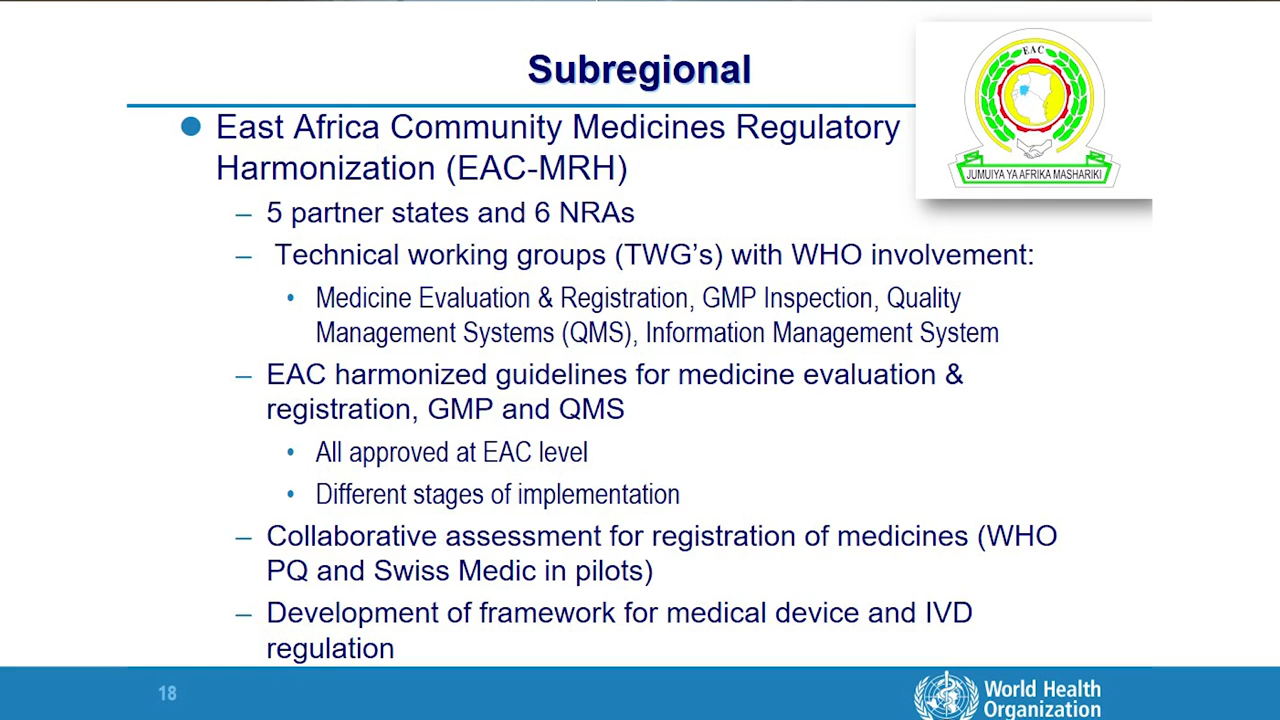 Subregional
EAC
JUMUIYA YA AFRIKA MASHARIKI
East Africa Community Medicines Regulatory
Harmonization (EAC-MRH)
– 5 partner states and 6 NRAs
– Technical working groups (TWG's) with WHO involvement:
• Medicine Evaluation & Registration, GMP Inspection, Quality
Management Systems (QMS), Information Management System
– EAC harmonized guidelines for medicine evaluation &
registration, GMP and QMS
• All approved at EAC level
• Different stages of implementation
– Collaborative assessment for registration of medicines (WHO
PQ and Swiss Medic in pilots)
– Development of framework for medical device and IVD
regulation
18
World Health
Organization